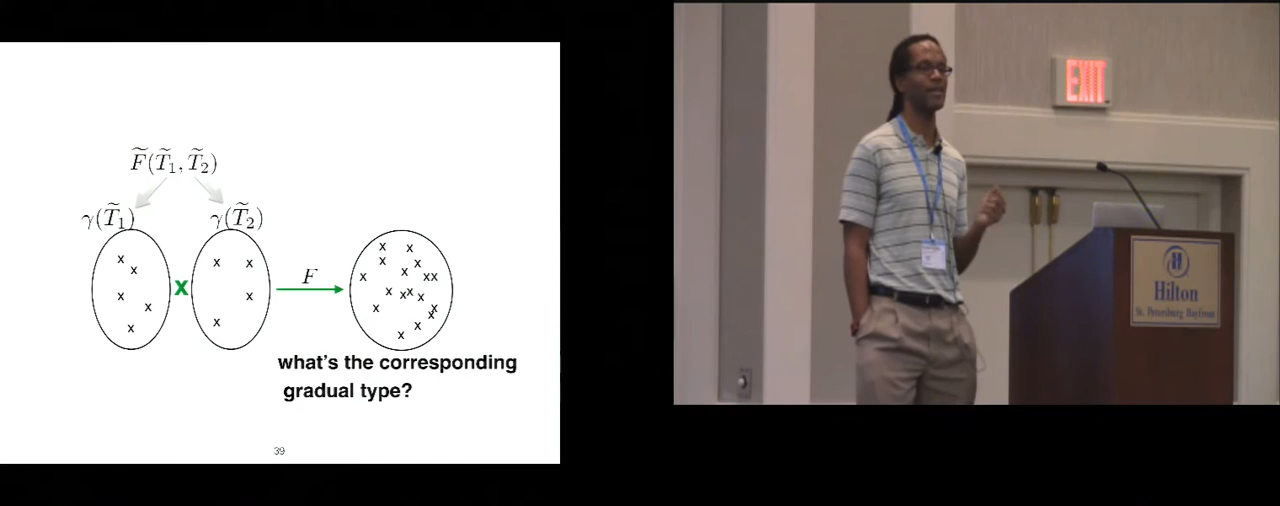 F̃(T̃₁, T̃₂)
γ(T̃₁) γ(T̃₂)
x
F
what's the corresponding
gradual type?
39
EXIT
H
Hilton
St. Petersburg Bayfront